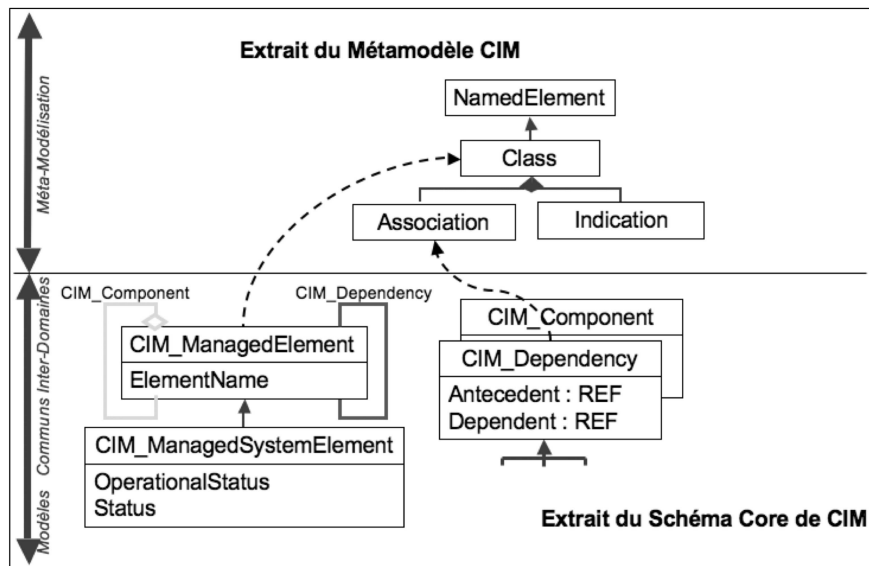 Extrait du Métamodèle CIM
NamedElement
Class
Association
Indication
Méta-Modélisation
CIM_Component
CIM_Dependency
CIM_ManagedElement
ElementName
CIM_ManagedSystemElement
OperationalStatus
Status
CIM_Component
CIM_Dependency
Antecedent : REF
Dependent : REF
Modèles Communs Inter-Domaines
Extrait du Schéma Core de CIM